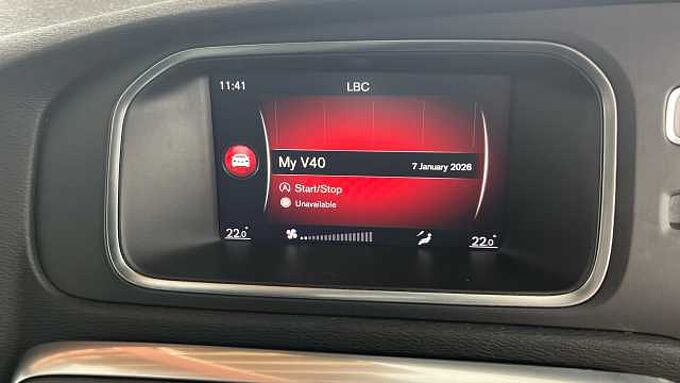 11:41 LBC
My V40 7 January 2026
Start/Stop
Unavailable
22.0 22.0